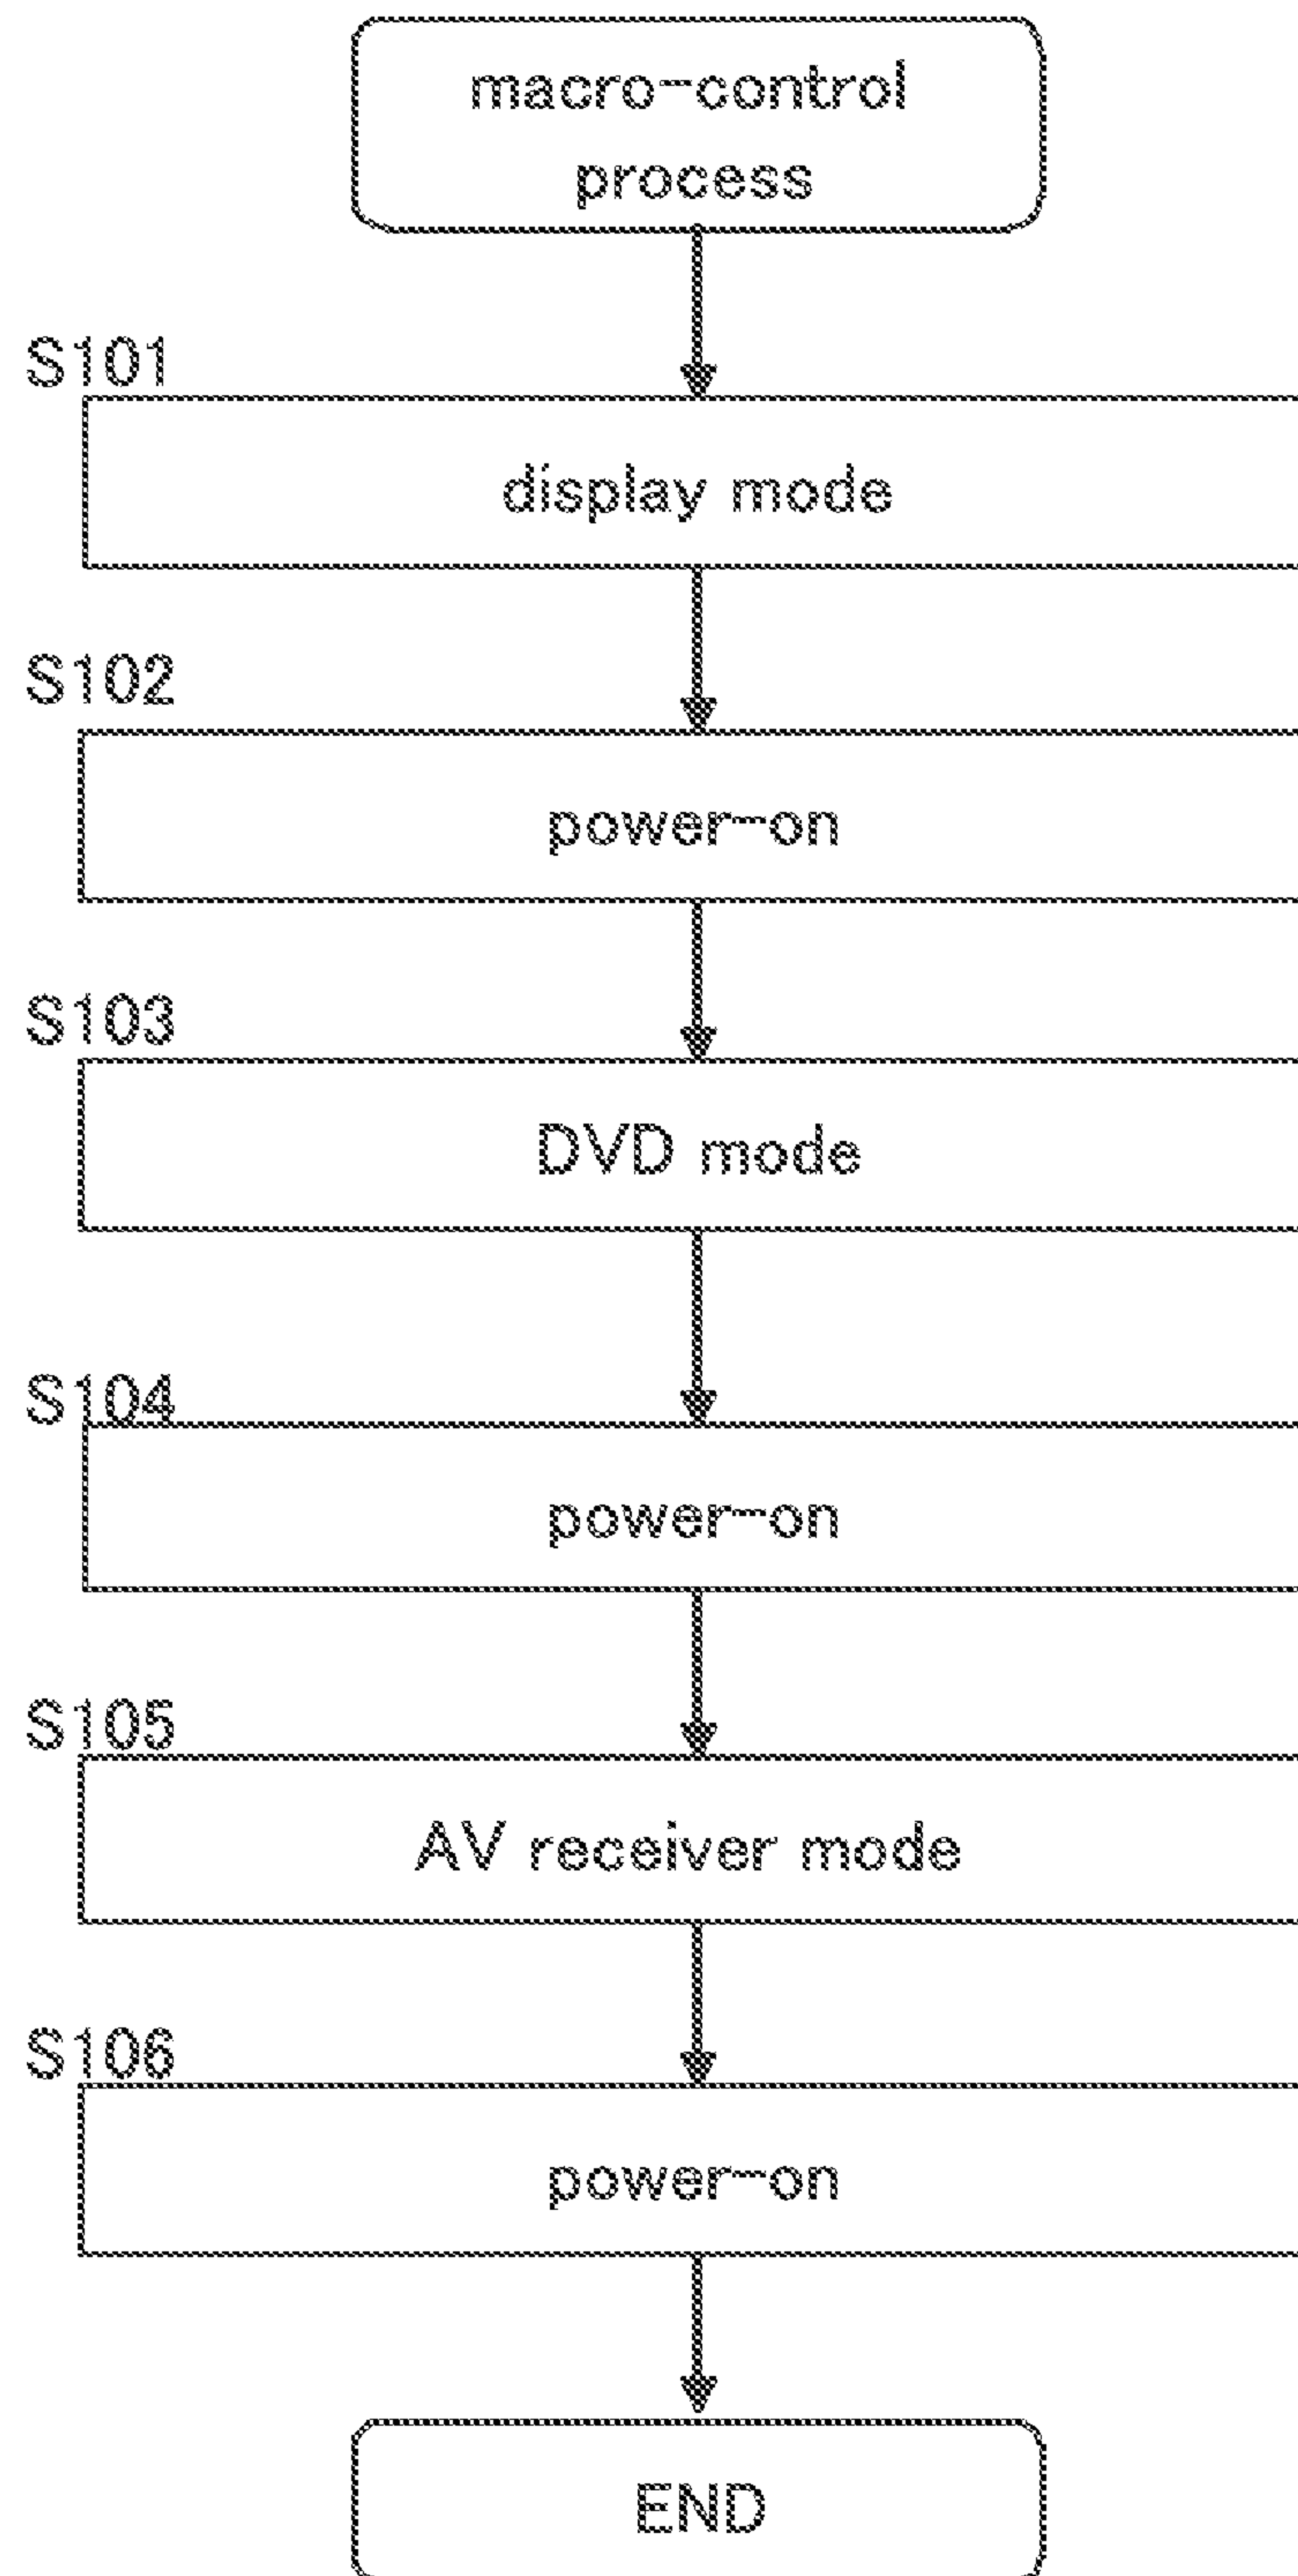 macro-control
process
S101
display mode
S102
power-on
S103
DVD mode
S104
power-on
S105
AV receiver mode
S106
power-on
END